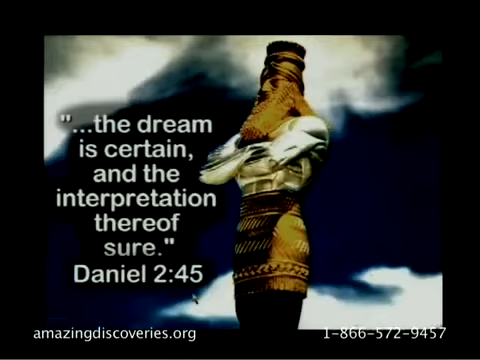 "...the dream
is certain,
and the
interpretation
thereof
sure."
Daniel 2:45
amazingdiscoveries.org
1-866-572-9457